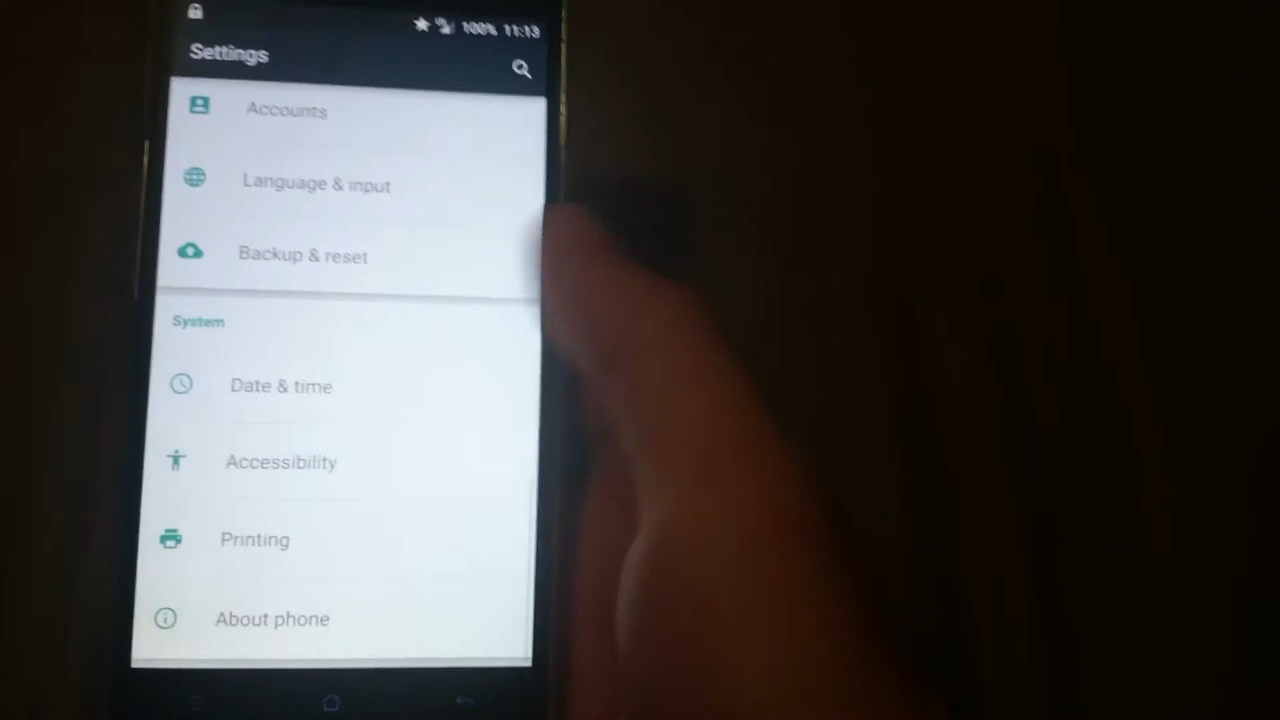 100% 11:13
Settings
Accounts
Language & input
Backup & reset
System
Date & time
Accessibility
Printing
About phone